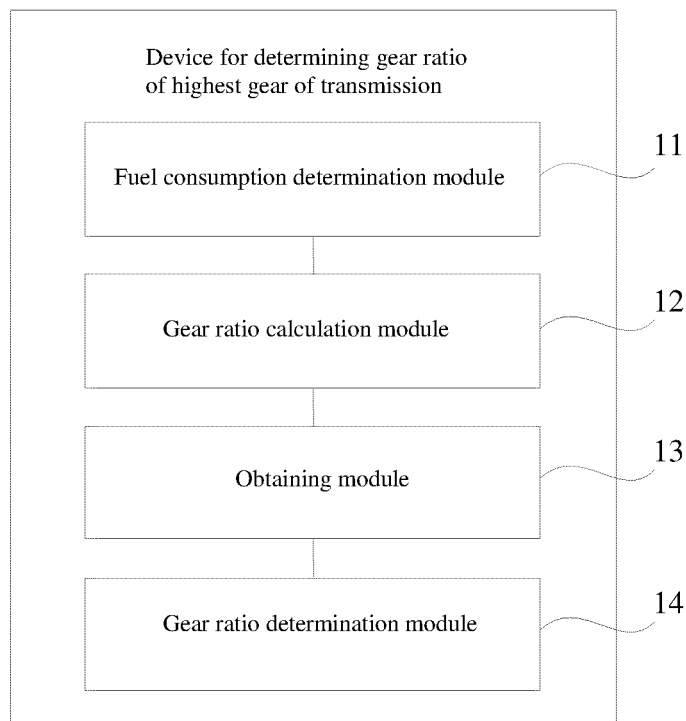 Device for determining gear ratio
of highest gear of transmission
11
Fuel consumption determination module
12
Gear ratio calculation module
13
Obtaining module
14
Gear ratio determination module